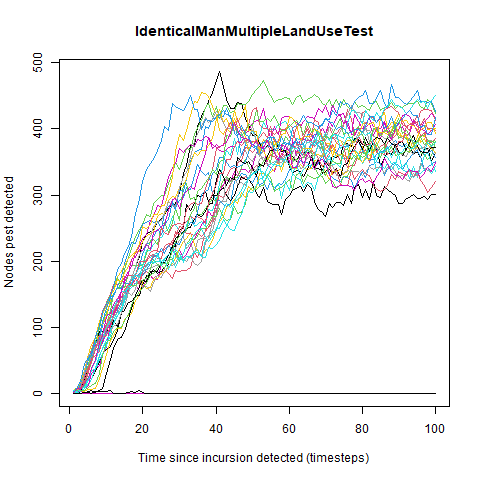 IdenticalManMultipleLandUseTest
Nodes pest detected
500
400
300
200
100
0
0 20 40 60 80 100
Time since incursion detected (timesteps)